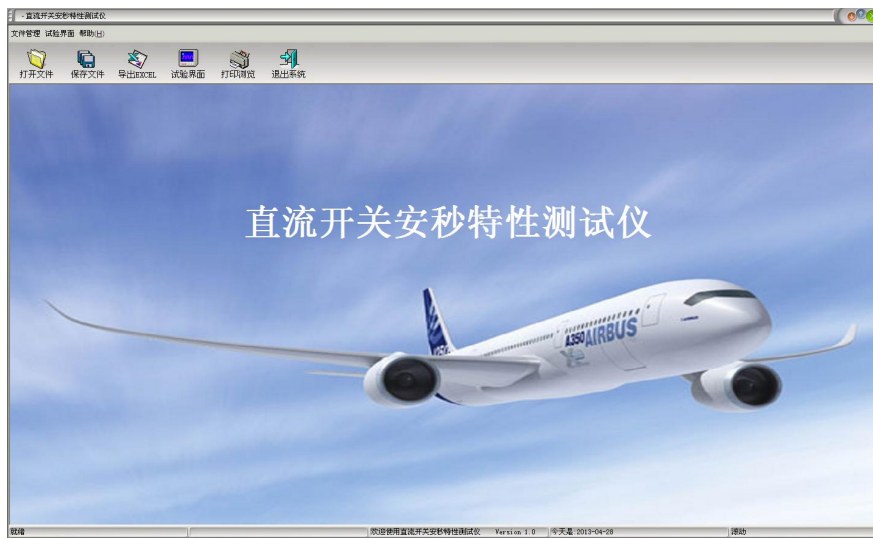 -直流开关安秒特性测试仪
文件管理 试验界面 帮助(H)
打开文件 保存文件 导出EXCEL 试验界面 打印浏览 退出系统
直流开关安秒特性测试仪
A350 AIRBUS
就绪 欢迎使用直流开关安秒特性测试仪 Version 1.0 今天是:2013-04-28 滚动